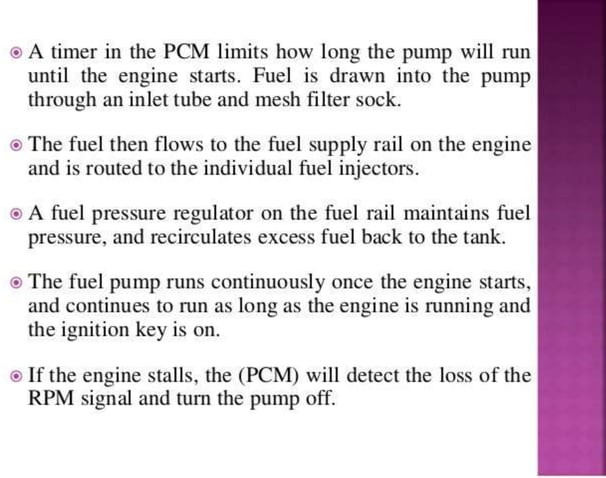 A timer in the PCM limits how long the pump will run
until the engine starts. Fuel is drawn into the pump
through an inlet tube and mesh filter sock.
The fuel then flows to the fuel supply rail on the engine
and is routed to the individual fuel injectors.
A fuel pressure regulator on the fuel rail maintains fuel
pressure, and recirculates excess fuel back to the tank.
The fuel pump runs continuously once the engine starts,
and continues to run as long as the engine is running and
the ignition key is on.
If the engine stalls, the (PCM) will detect the loss of the
RPM signal and turn the pump off.